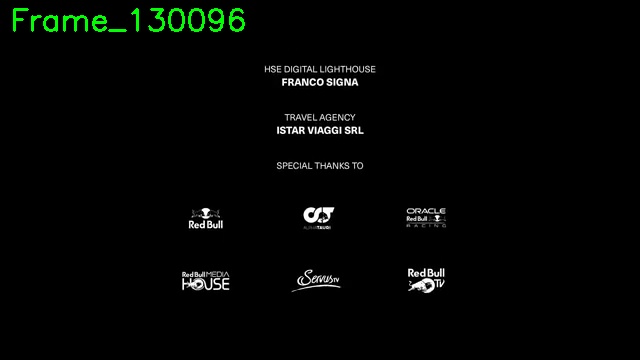 Frame_130096
HSE DIGITAL LIGHTHOUSE
FRANCO SIGNA
TRAVEL AGENCY
ISTAR VIAGGI SRL
SPECIAL THANKS TO
Red Bull
ALPHATAURI
ORACLE
Red Bull
RACING
Red Bull MEDIA
HOUSE
ServusTV
Red Bull
TV